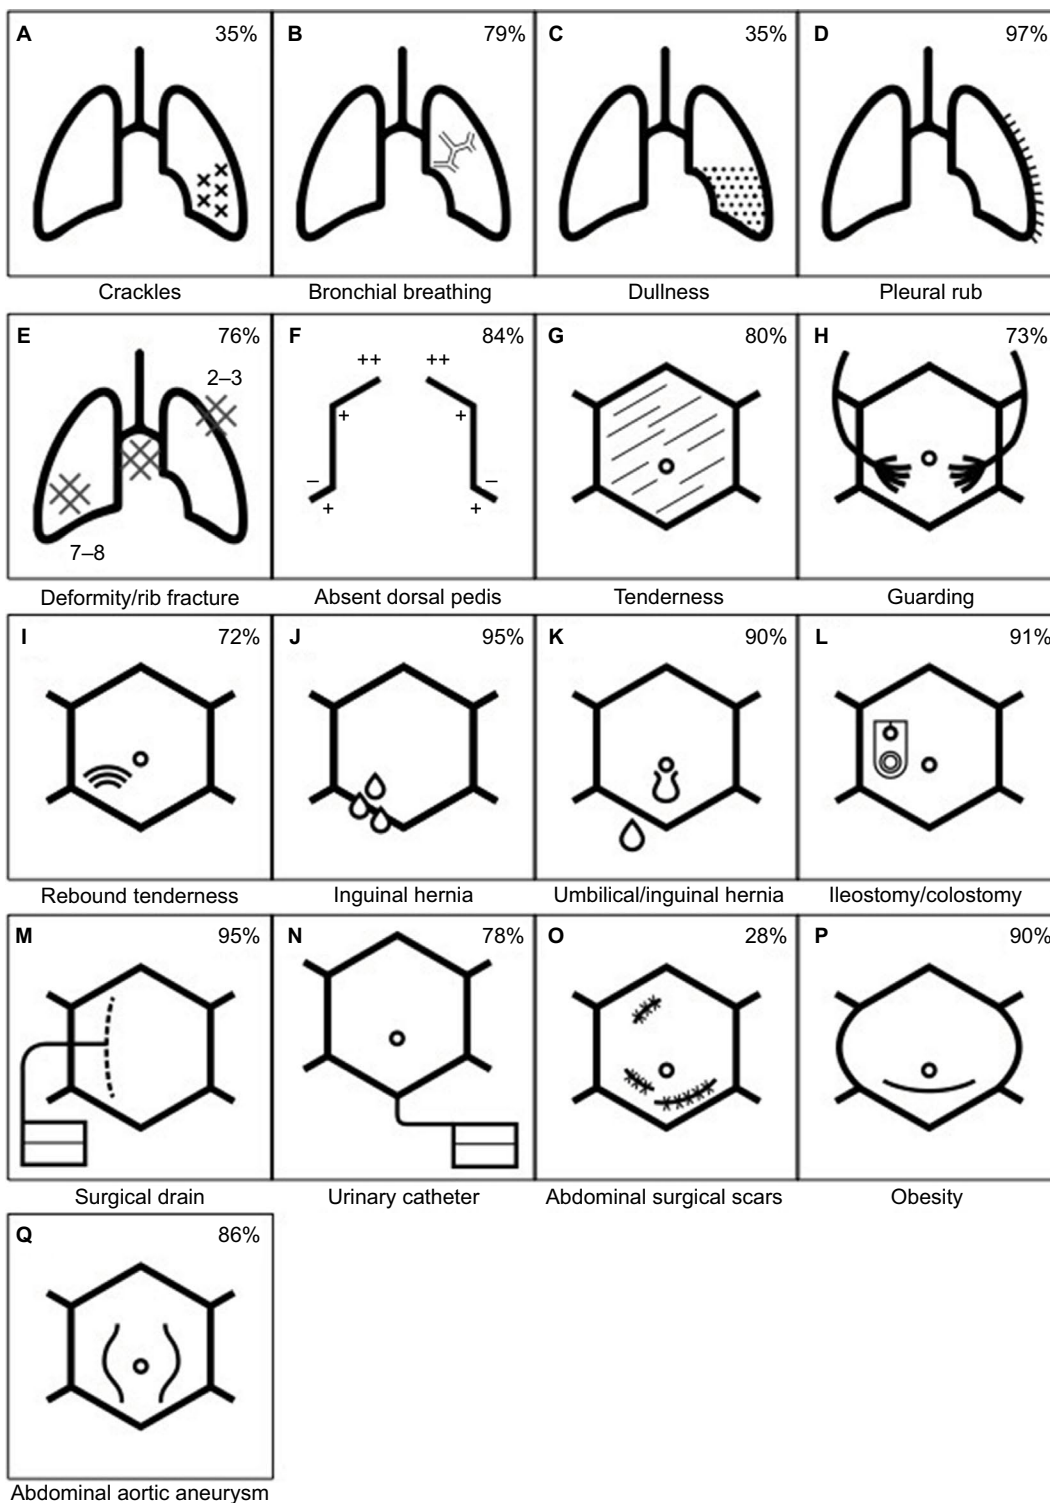 A 35% B 79% C 35% D 97%
Crackles Bronchial breathing Dullness Pleural rub
E 76% F 84% G 80% H 73%
2–3 ++ ++
+ +
– –
+ +
7–8
Deformity/rib fracture Absent dorsal pedis Tenderness Guarding
I 72% J 95% K 90% L 91%
Rebound tenderness Inguinal hernia Umbilical/inguinal hernia Ileostomy/colostomy
M 95% N 78% O 28% P 90%
Surgical drain Urinary catheter Abdominal surgical scars Obesity
Q 86%
Abdominal aortic aneurysm